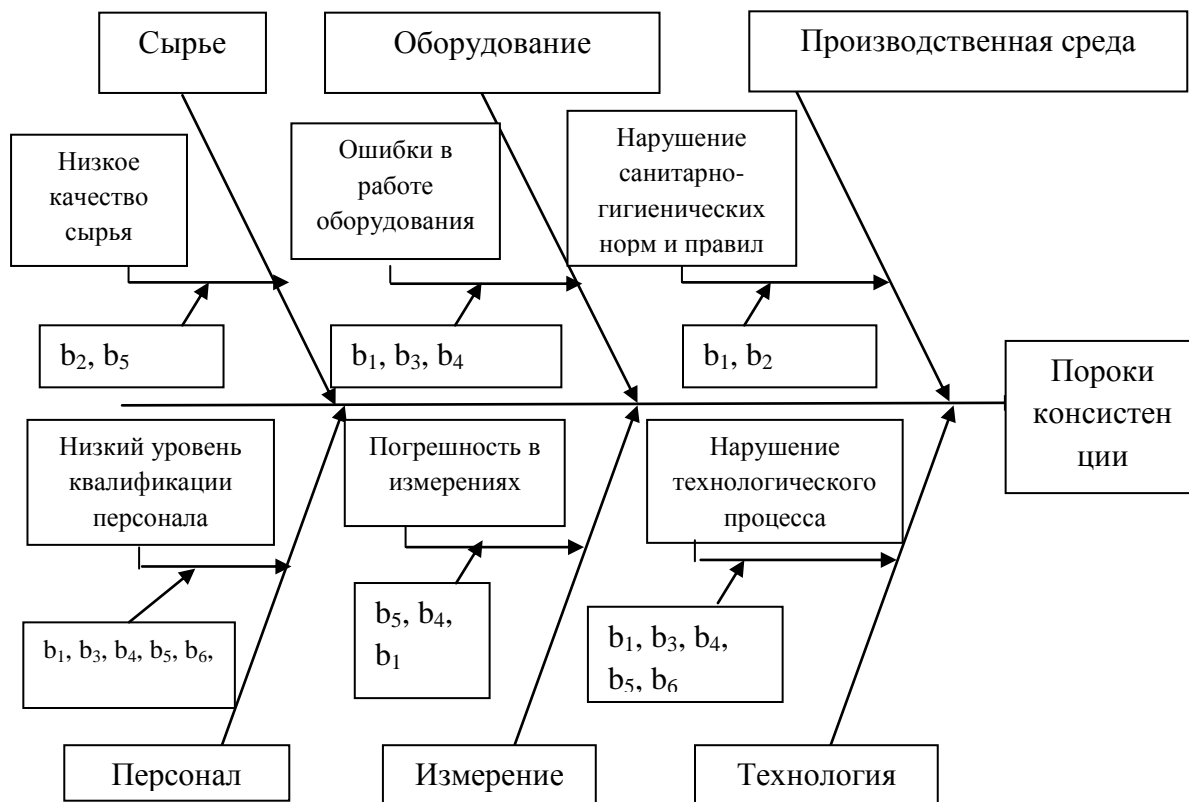 Сырье
Оборудование
Производственная среда
Низкое
качество
сырья
Ошибки в
работе
оборудования
Нарушение
санитарно-
гигиенических
норм и правил
b₂, b₅
b₁, b₃, b₄
b₁, b₂
Пороки
консистен
ции
Низкий уровень
квалификации
персонала
Погрешность в
измерениях
Нарушение
технологического
процесса
b₁, b₃, b₄, b₅, b₆,
b₅, b₄,
b₁
b₁, b₃, b₄,
b₅, b₆
Персонал
Измерение
Технология